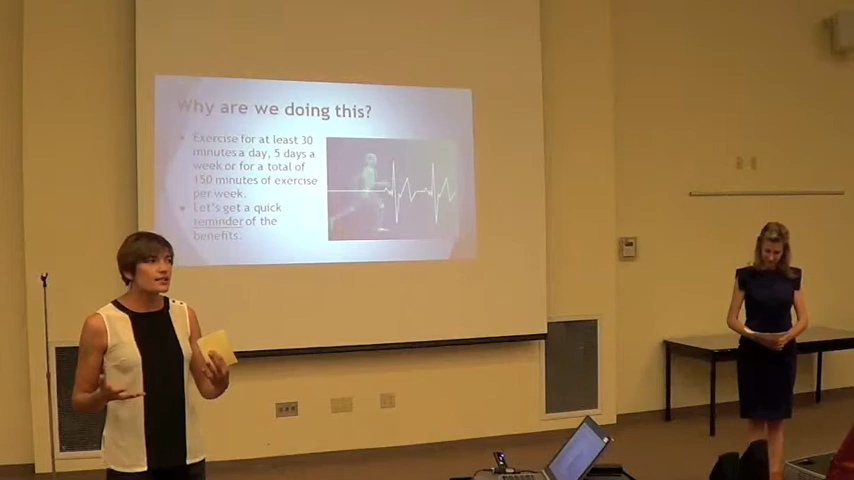 Why are we doing this?
Exercise for at least 30
minutes a day, 5 days a
week or for a total of
150 minutes of exercise
per week.
Let's get a quick
reminder of the
benefits.